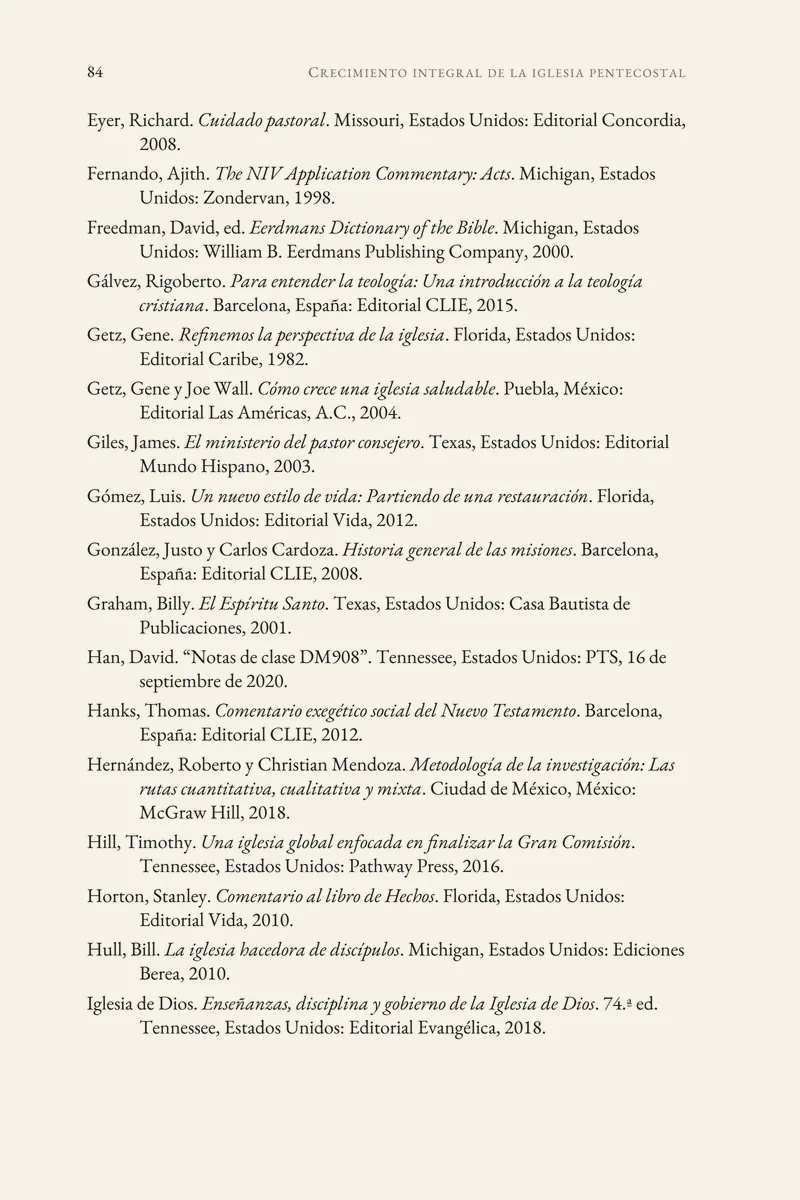 84 CRECIMIENTO INTEGRAL DE LA IGLESIA PENTECOSTAL
Eyer, Richard. Cuidado pastoral. Missouri, Estados Unidos: Editorial Concordia,
2008.
Fernando, Ajith. The NIV Application Commentary: Acts. Michigan, Estados
Unidos: Zondervan, 1998.
Freedman, David, ed. Eerdmans Dictionary of the Bible. Michigan, Estados
Unidos: William B. Eerdmans Publishing Company, 2000.
Gálvez, Rigoberto. Para entender la teología: Una introducción a la teología
cristiana. Barcelona, España: Editorial CLIE, 2015.
Getz, Gene. Refinemos la perspectiva de la iglesia. Florida, Estados Unidos:
Editorial Caribe, 1982.
Getz, Gene y Joe Wall. Cómo crece una iglesia saludable. Puebla, México:
Editorial Las Américas, A.C., 2004.
Giles, James. El ministerio del pastor consejero. Texas, Estados Unidos: Editorial
Mundo Hispano, 2003.
Gómez, Luis. Un nuevo estilo de vida: Partiendo de una restauración. Florida,
Estados Unidos: Editorial Vida, 2012.
González, Justo y Carlos Cardoza. Historia general de las misiones. Barcelona,
España: Editorial CLIE, 2008.
Graham, Billy. El Espíritu Santo. Texas, Estados Unidos: Casa Bautista de
Publicaciones, 2001.
Han, David. “Notas de clase DM908”. Tennessee, Estados Unidos: PTS, 16 de
septiembre de 2020.
Hanks, Thomas. Comentario exegético social del Nuevo Testamento. Barcelona,
España: Editorial CLIE, 2012.
Hernández, Roberto y Christian Mendoza. Metodología de la investigación: Las
rutas cuantitativa, cualitativa y mixta. Ciudad de México, México:
McGraw Hill, 2018.
Hill, Timothy. Una iglesia global enfocada en finalizar la Gran Comisión.
Tennessee, Estados Unidos: Pathway Press, 2016.
Horton, Stanley. Comentario al libro de Hechos. Florida, Estados Unidos:
Editorial Vida, 2010.
Hull, Bill. La iglesia hacedora de discípulos. Michigan, Estados Unidos: Ediciones
Berea, 2010.
Iglesia de Dios. Enseñanzas, disciplina y gobierno de la Iglesia de Dios. 74.ª ed.
Tennessee, Estados Unidos: Editorial Evangélica, 2018.